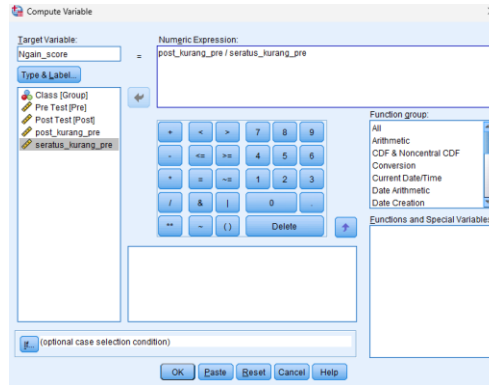 Compute Variable
Target Variable:
Ngain_score
=
Numeric Expression:
post_kurang_pre / seratus_kurang_pre
Type & Label...
Class [Group]
Pre Test [Pre]
Post Test [Post]
post_kurang_pre
seratus_kurang_pre
+ < > 7 8 9
- <= >= 4 5 6
* = ~= 1 2 3
/ & | 0 .
** ~ () Delete
Function group:
All
Arithmetic
CDF & Noncentral CDF
Conversion
Current Date/Time
Date Arithmetic
Date Creation
Functions and Special Variables
If... (optional case selection condition)
OK Paste Reset Cancel Help